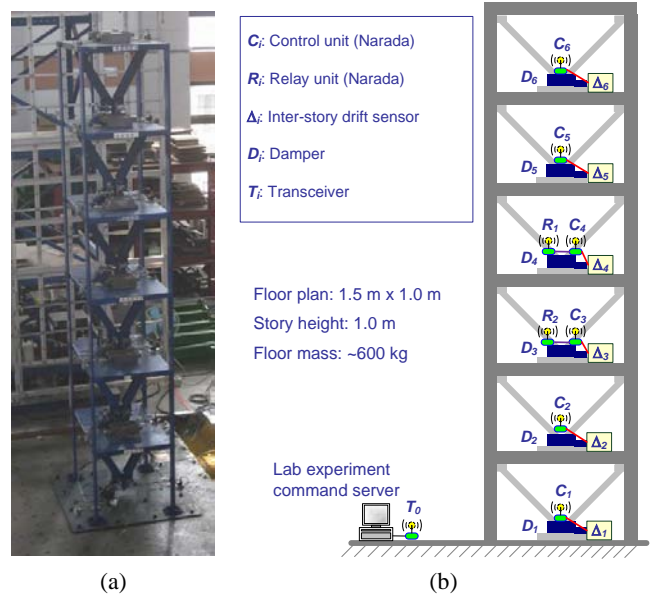 C6
D6
Δ6
Ci: Control unit (Narada)
Ri: Relay unit (Narada)
Δi: Inter-story drift sensor
Di: Damper
Ti: Transceiver
C5
D5
Δ5
R1 C4
D4
Δ4
Floor plan: 1.5 m x 1.0 m
Story height: 1.0 m
Floor mass: ~600 kg
R2 C3
D3
Δ3
C2
D2
Δ2
Lab experiment
command server
T0
C1
D1
Δ1
(a) (b)